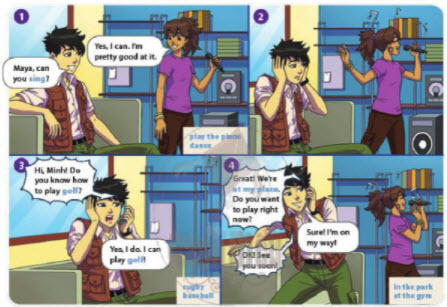 1
Maya, can
you sing?
Yes, I can. I'm
pretty good at it.
play the piano
dance
2
3
Hi, Minh! Do
you know how
to play golf?
Yes, I do. I can
play golf!
rugby
baseball
4
Great! We're
at my place.
Do you want
to play right
now?
Sure! I'm on
my way!
OK! See
you soon!
in the park
at the gym